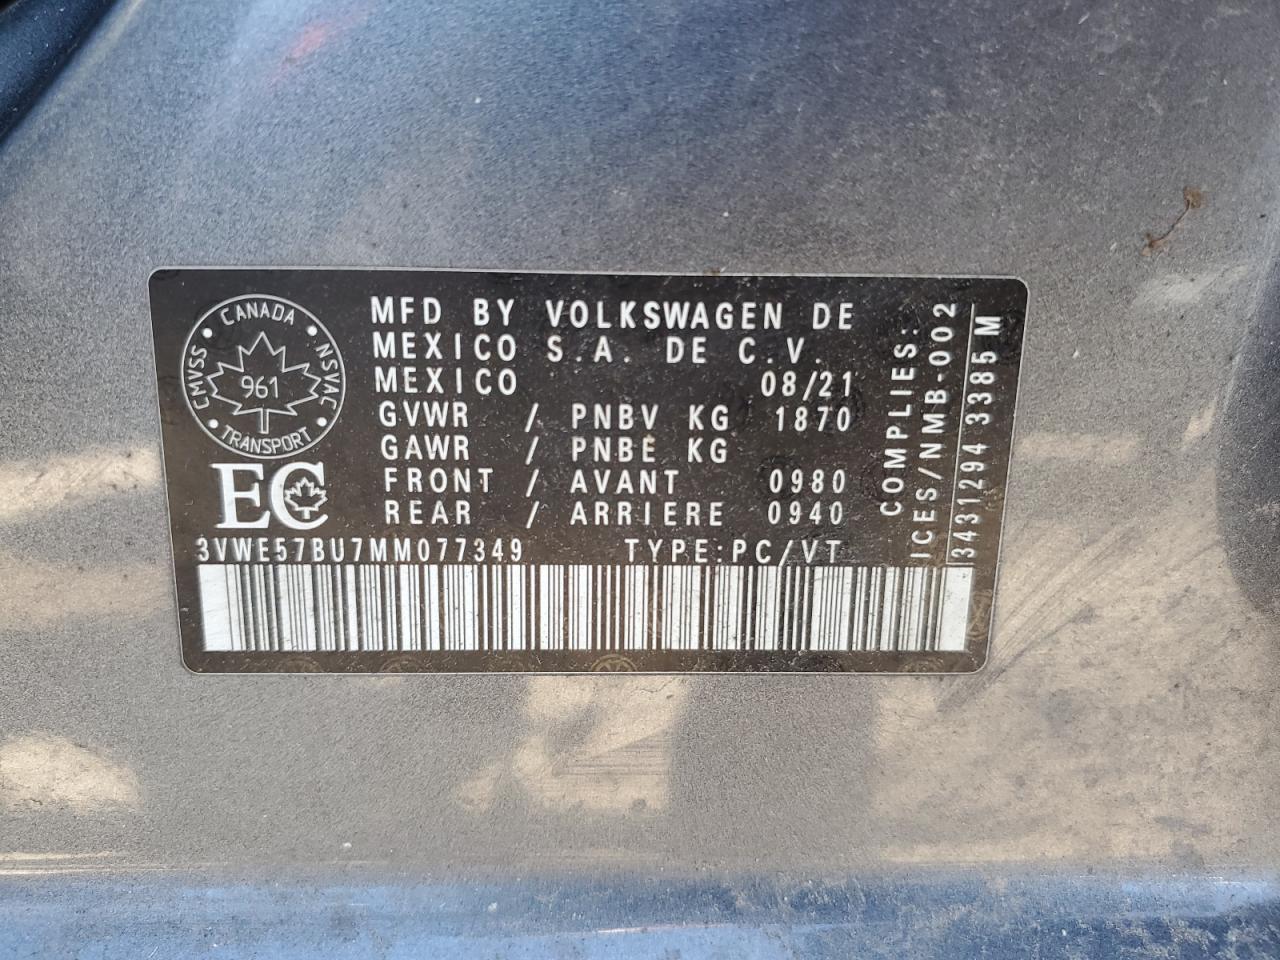 CANADA
CMVSS
NSVAC
961
TRANSPORT
EC
MFD BY VOLKSWAGEN DE
MEXICO S.A. DE C.V.
MEXICO 08/21
GVWR / PNBV KG 1870
GAWR / PNBE KG
FRONT / AVANT 0980
REAR / ARRIERE 0940
3VWE57BU7MM077349 TYPE:PC/VT
COMPLIES:
ICES/NMB-002
3431294 3385 M